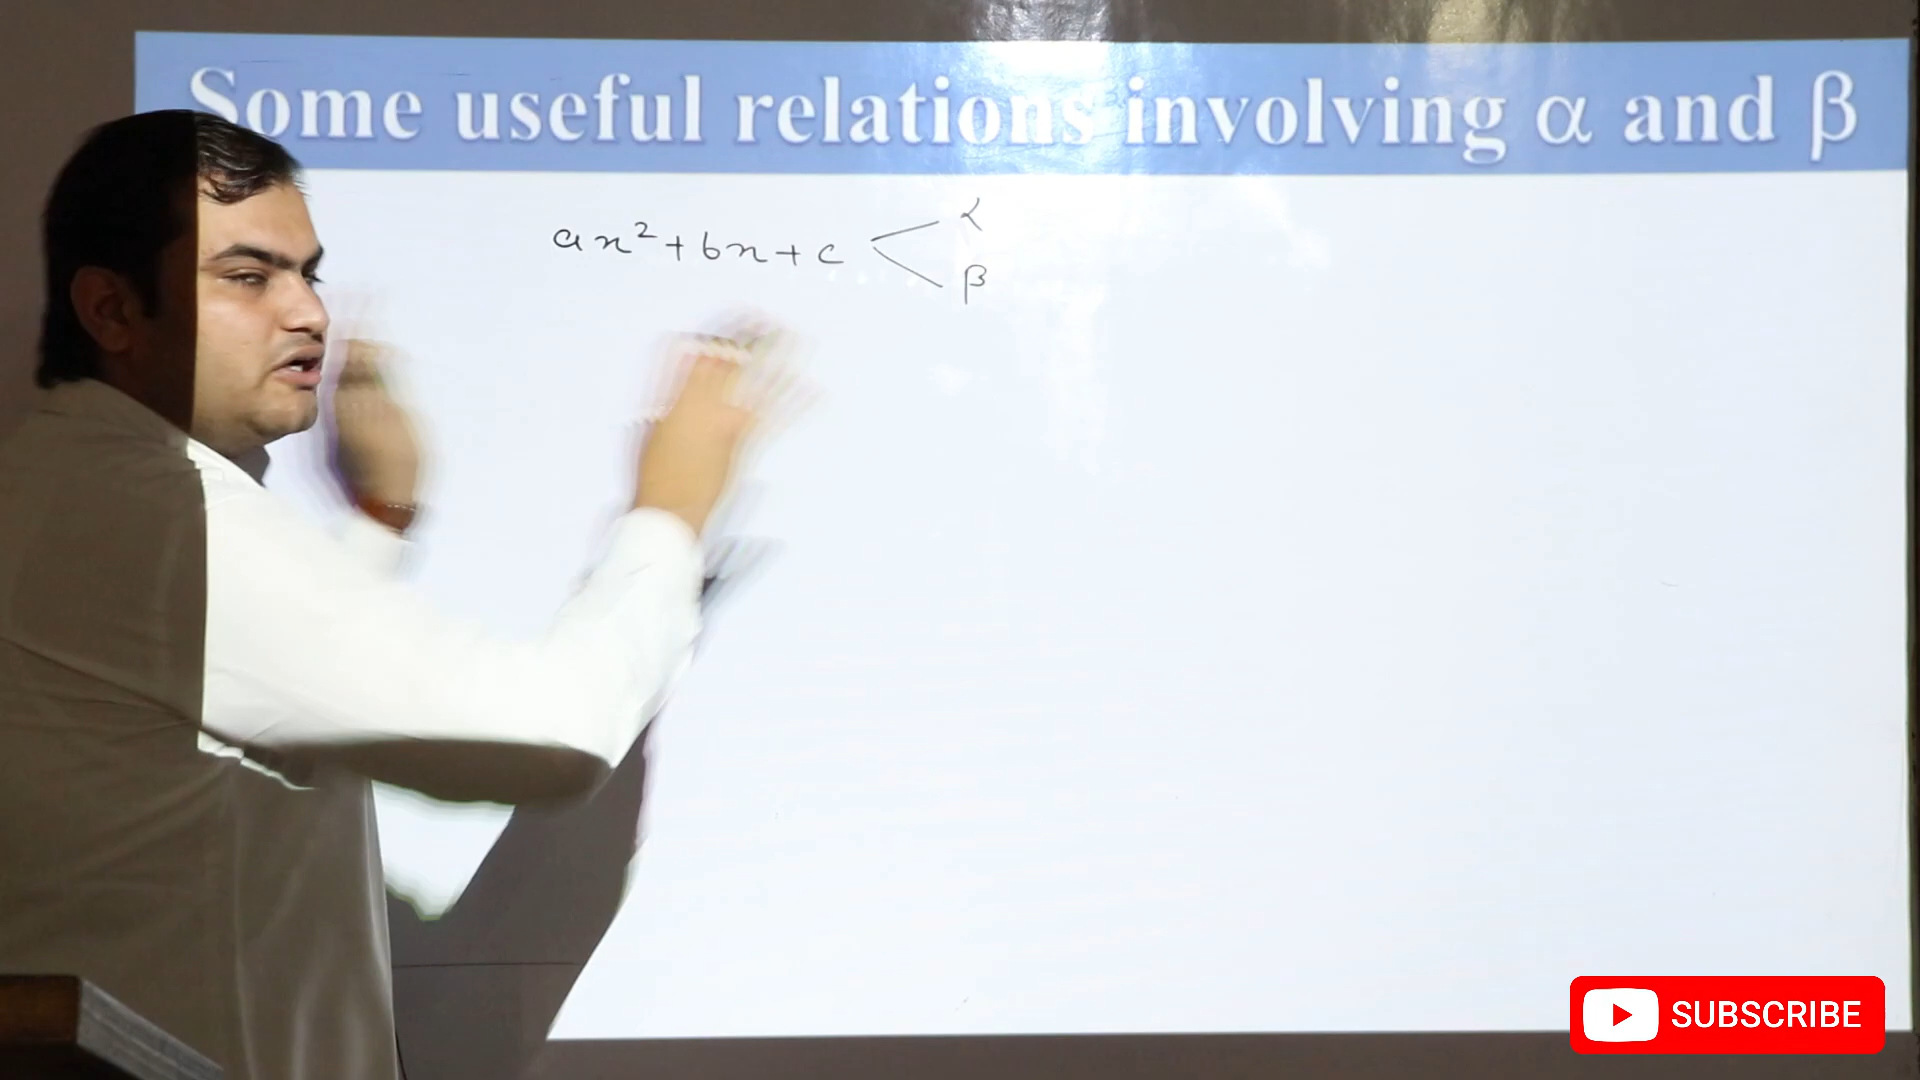 Some useful relations involving α and β
ax²+bx+c
α
β
SUBSCRIBE